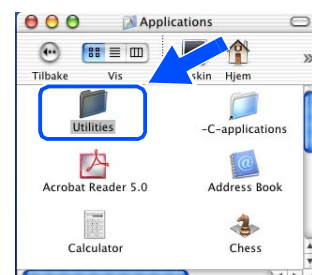 Applications
Tilbake Vis skin Hjem
Utilities -C-applications
Acrobat Reader 5.0 Address Book
Calculator Chess